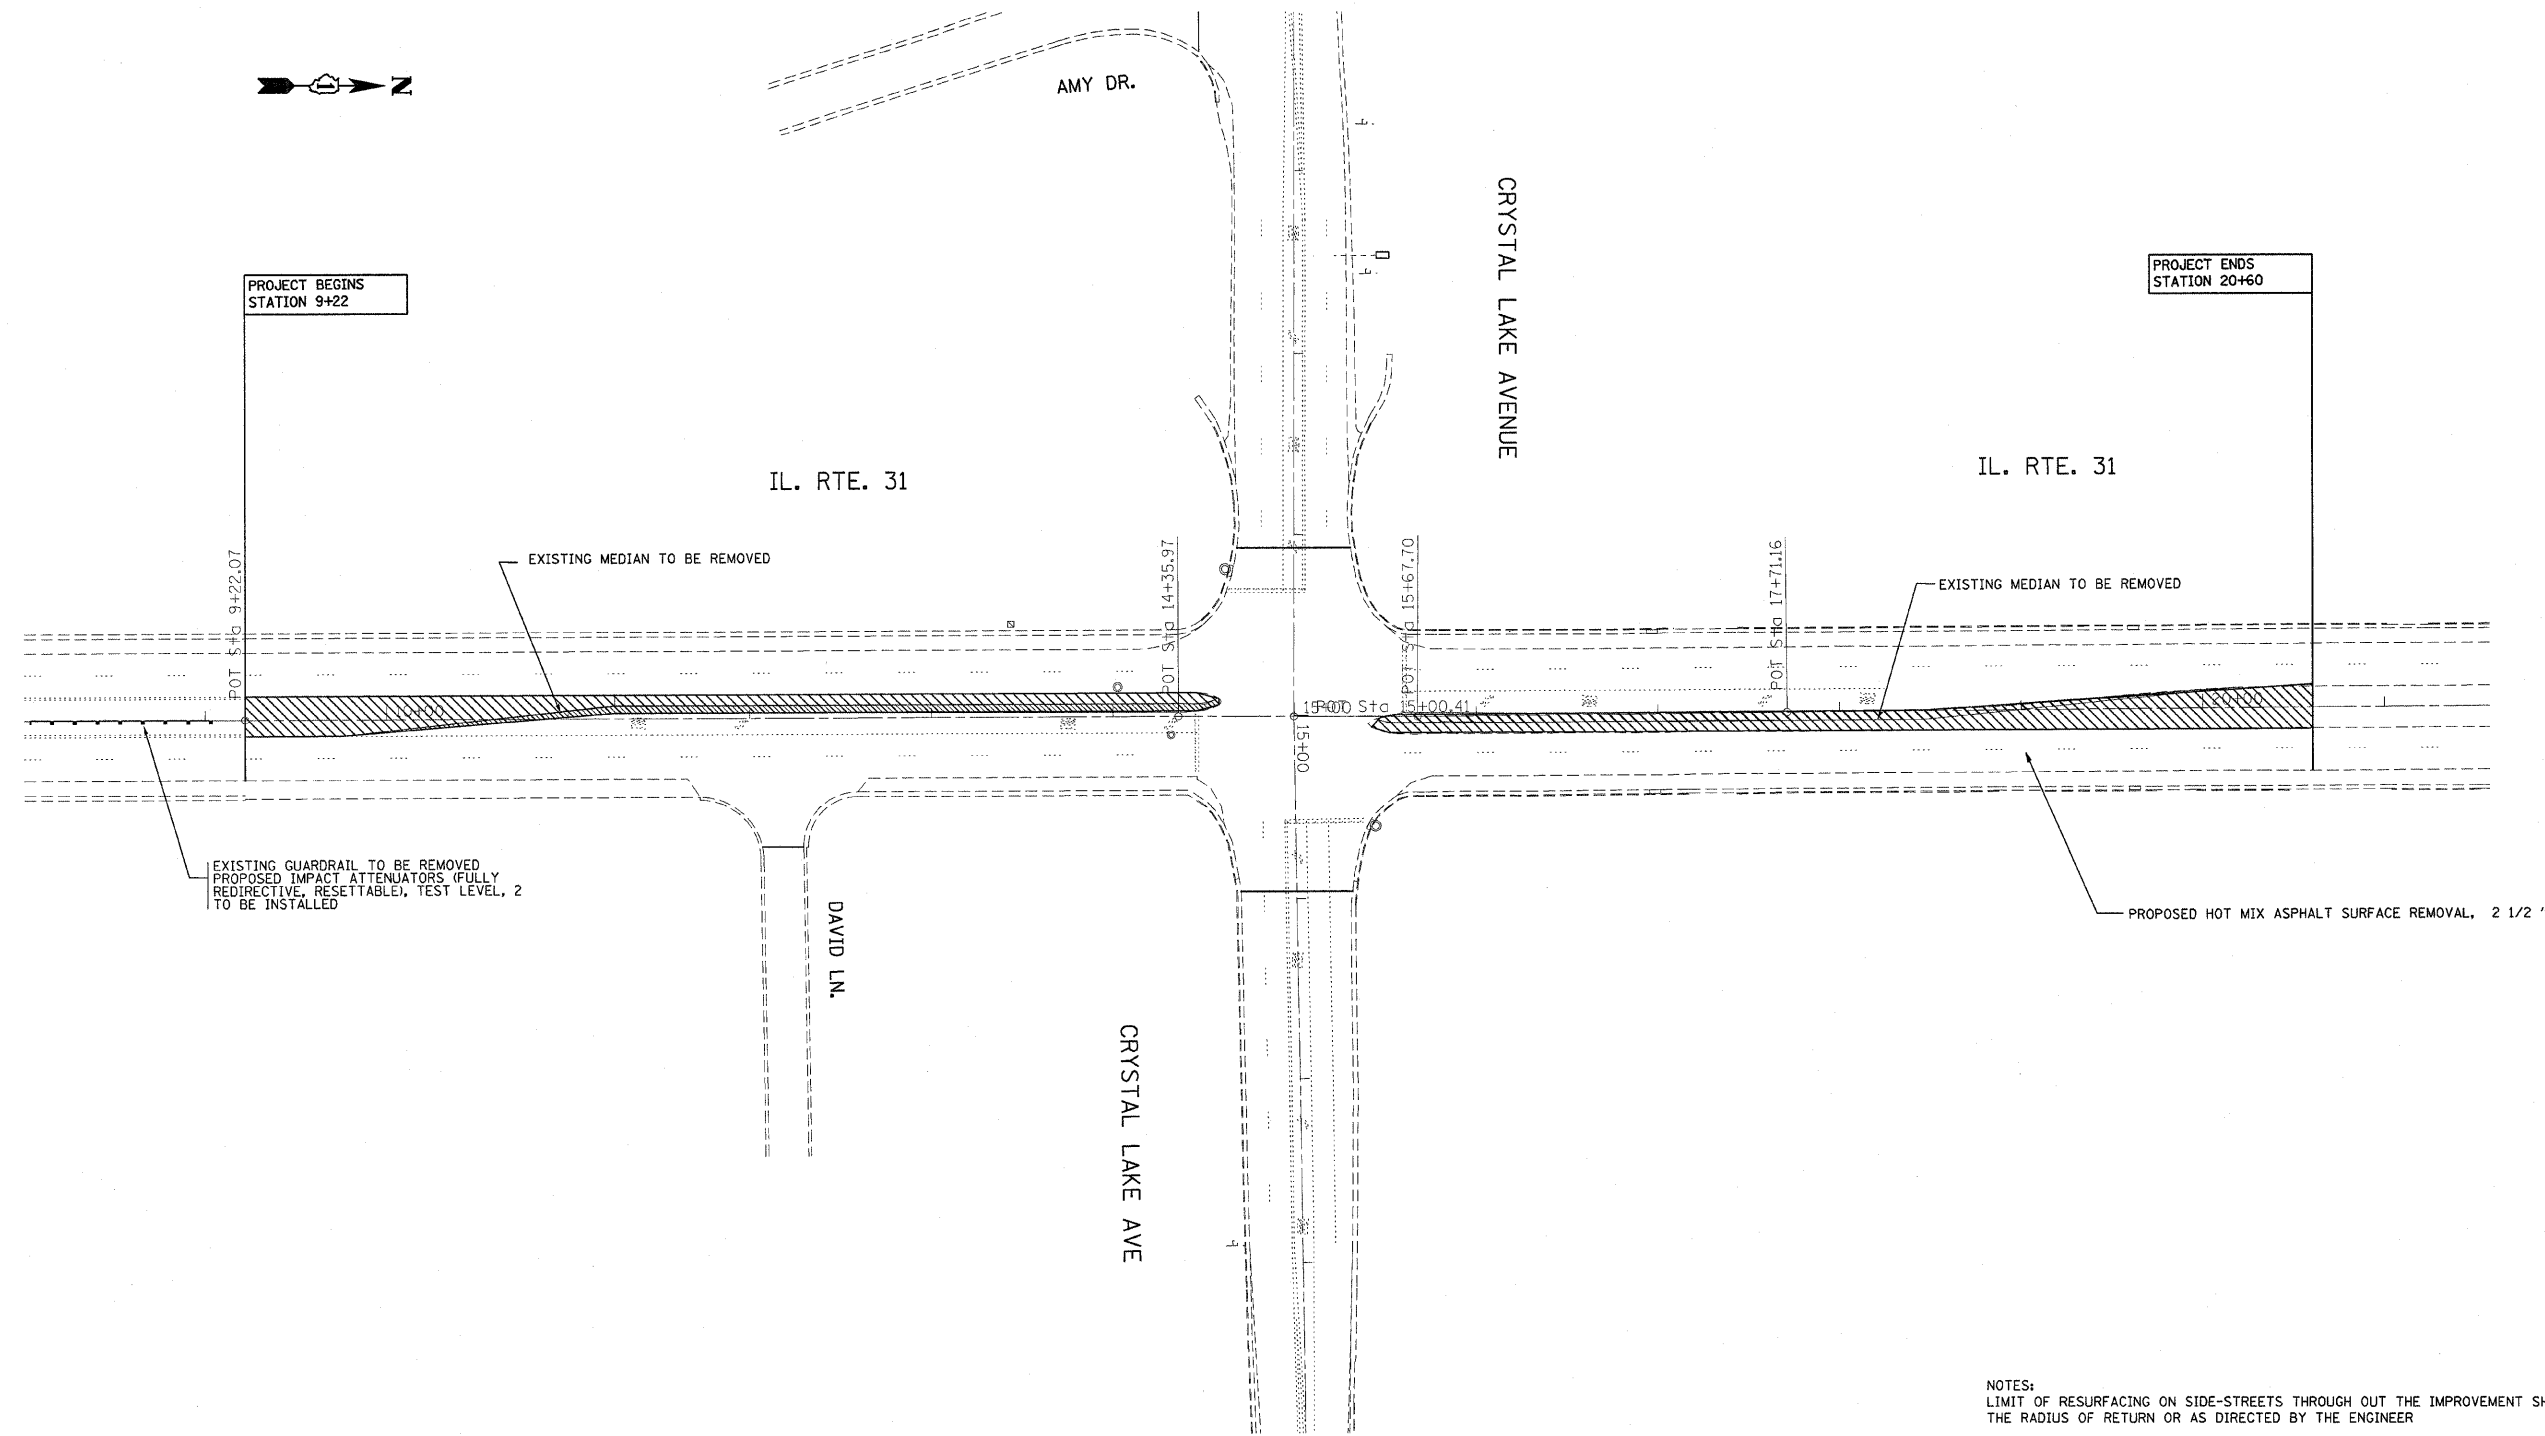 N
AMY DR.
CRYSTAL LAKE AVENUE
PROJECT BEGINS
STATION 9+22
PROJECT ENDS
STATION 20+60
IL. RTE. 31
IL. RTE. 31
EXISTING MEDIAN TO BE REMOVED
EXISTING MEDIAN TO BE REMOVED
POT Sta 9+22.07
POT Sta 14+35.97
POT Sta 15+67.70
POT Sta 17+71.16
10+00
15+00
Sta 15+00.41
20+00
15+00
EXISTING GUARDRAIL TO BE REMOVED
PROPOSED IMPACT ATTENUATORS (FULLY
REDIRECTIVE, RESETTABLE), TEST LEVEL, 2
TO BE INSTALLED
DAVID LN.
PROPOSED HOT MIX ASPHALT SURFACE REMOVAL, 2 1/2 "
CRYSTAL LAKE AVE
NOTES:
LIMIT OF RESURFACING ON SIDE-STREETS THROUGH OUT THE IMPROVEMENT
THE RADIUS OF RETURN OR AS DIRECTED BY THE ENGINEER